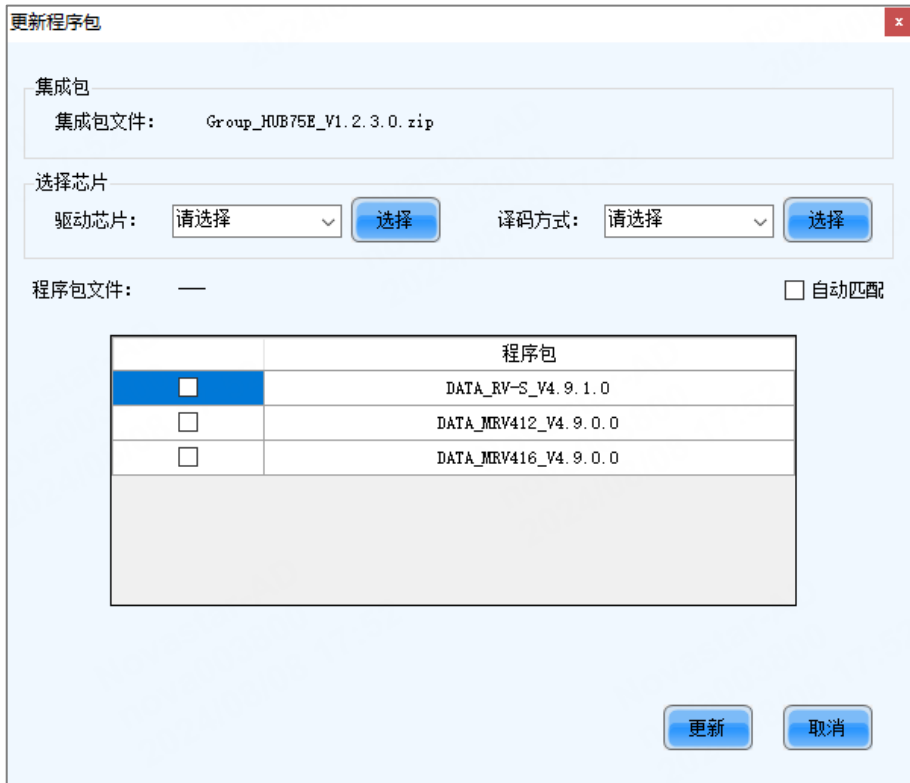 更新程序包 x
集成包
集成包文件: Group_HUB75E_V1.2.3.0.zip
选择芯片
驱动芯片: 请选择 选择 译码方式: 请选择 选择
程序包文件: —— 自动匹配
程序包
DATA_RV-S_V4.9.1.0
DATA_MRV412_V4.9.0.0
DATA_MRV416_V4.9.0.0
更新 取消